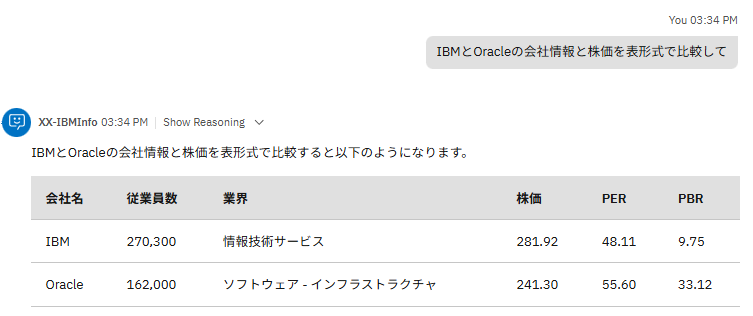 You 03:34 PM
IBMとOracleの会社情報と株価を表形式で比較して
XX-IBMInfo 03:34 PM Show Reasoning
IBMとOracleの会社情報と株価を表形式で比較すると以下のようになります。
会社名 従業員数 業界 株価 PER PBR
IBM 270,300 情報技術サービス 281.92 48.11 9.75
Oracle 162,000 ソフトウェア - インフラストラクチャ 241.30 55.60 33.12